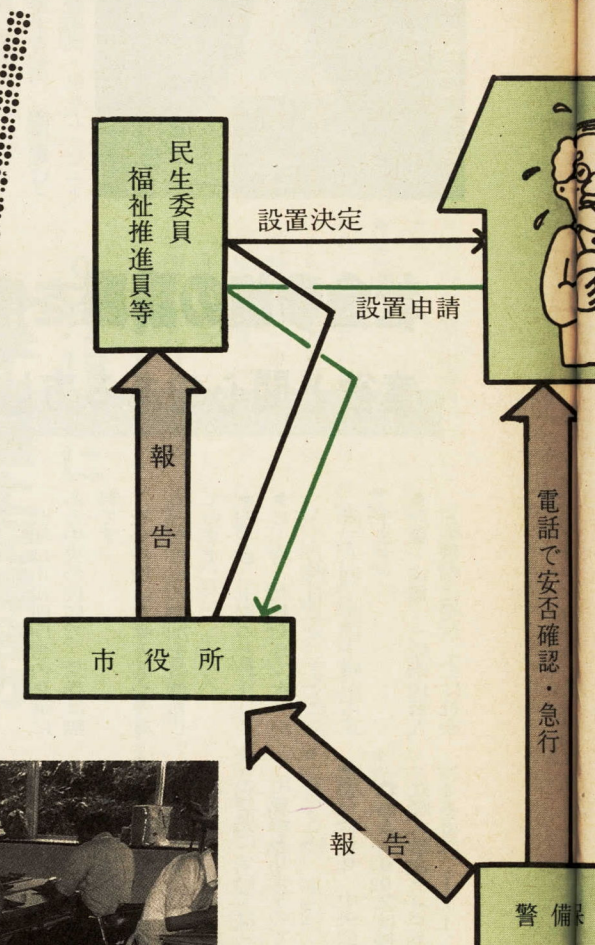 民生委員
福祉推進員等
設置決定
設置申請
報告
市役所
電話で安否確認・急行
報告
警備